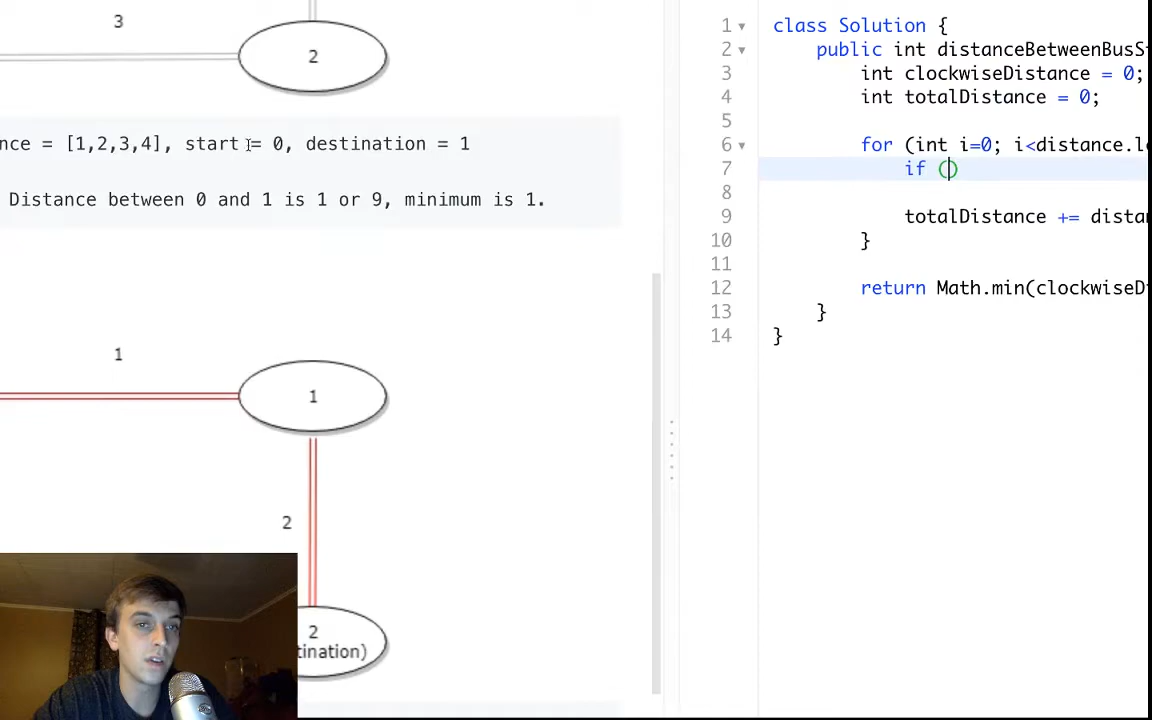 3
2
nce = [1,2,3,4], start = 0, destination = 1
Distance between 0 and 1 is 1 or 9, minimum is 1.
1
1
2
2
tination)
1 class Solution {
2 public int distanceBetweenBusSt
3 int clockwiseDistance = 0;
4 int totalDistance = 0;
5
6 for (int i=0; i<distance.le
7 if ()
8
9 totalDistance += distan
10 }
11
12 return Math.min(clockwiseD
13 }
14 }